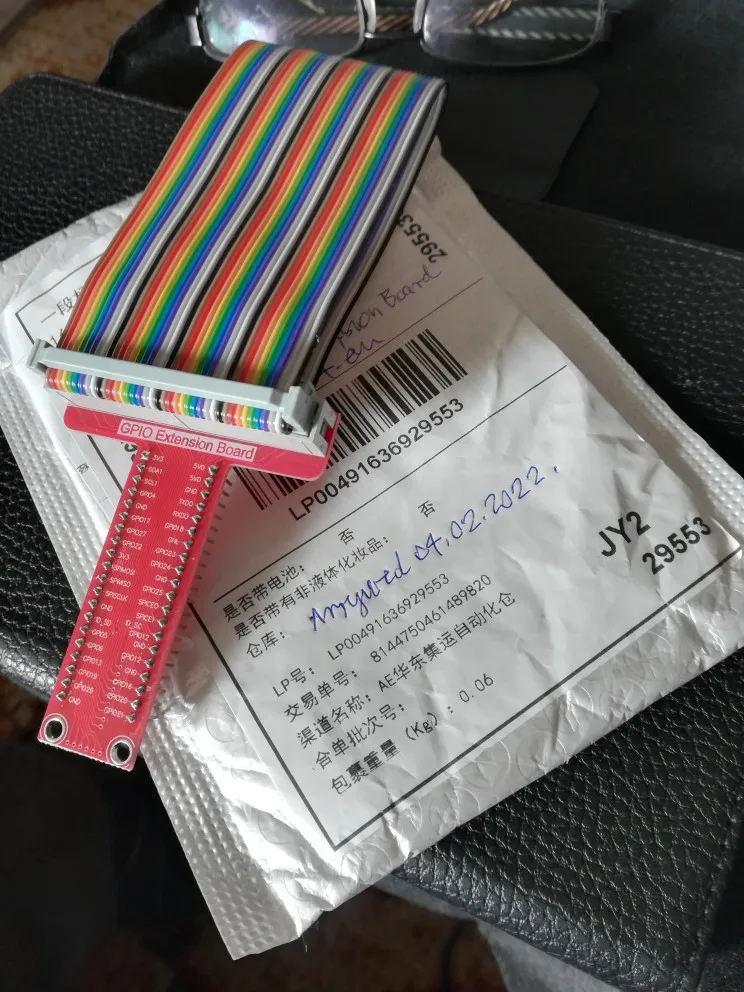 一段
29553
Board
LP00491636929553
GPIO Extension Board
3V3
5V0
SDA1
5V0
SCL1
GND
GPIO4
TXD0
GND
RXD0
GPIO17
GPIO18
GPIO27
GND
GPIO22
GPIO23
3V3
GPIO24
SPIMOSI
GND
SPIMISO
GPIO25
SPISCLK
SPICE0
GND
SPICE1
ID_SD
ID_SC
GPIO5
GND
GPIO6
GPIO12
GPIO13
GND
GPIO19
GPIO16
GPIO26
GPIO20
GND
GPIO21
是否带电池： 否
是否带有非液体化妆品： 否
仓库：
04.02.2022.
JY2
29553
LP号： LP00491636929553
交易单号： 8144750461489820
渠道名称： AE华东集运自动化仓
合单批次号：
包裹重量 (Kg)：0.06